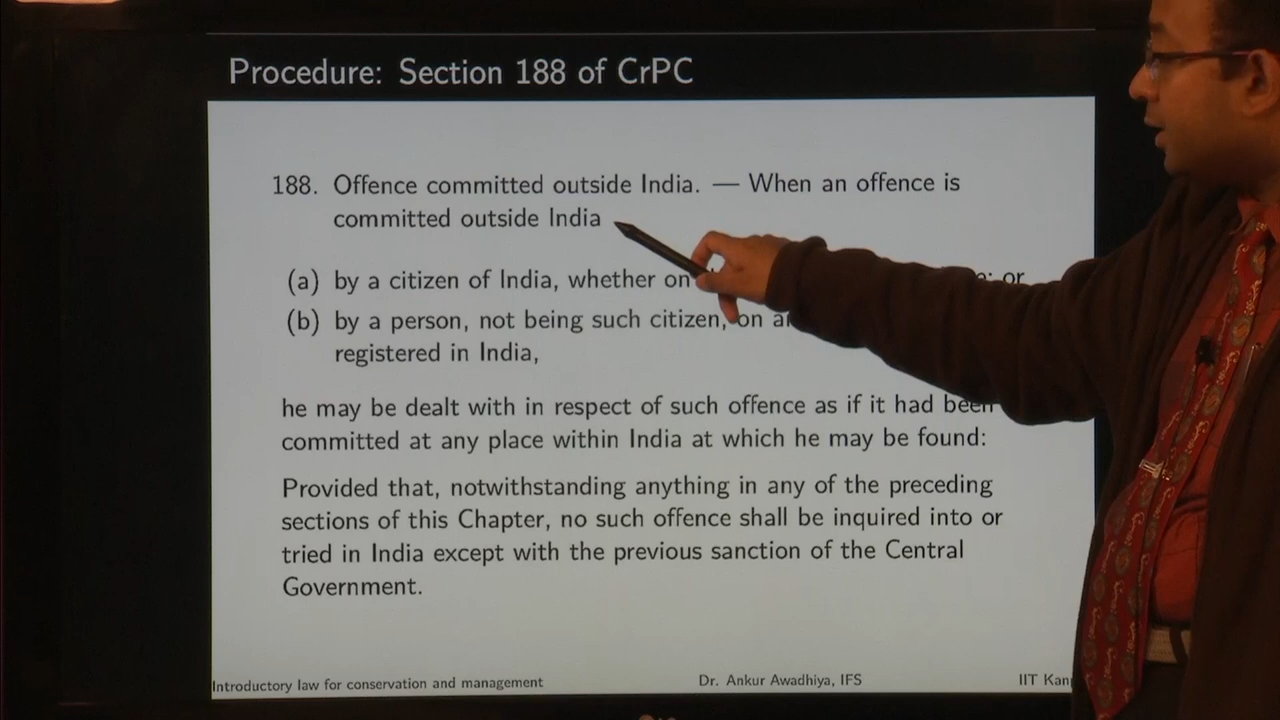 Procedure: Section 188 of CrPC
188. Offence committed outside India. — When an offence is
committed outside India
(a) by a citizen of India, whether on or
(b) by a person, not being such citizen, on
registered in India,
he may be dealt with in respect of such offence as if it had been
committed at any place within India at which he may be found:
Provided that, notwithstanding anything in any of the preceding
sections of this Chapter, no such offence shall be inquired into or
tried in India except with the previous sanction of the Central
Government.
Introductory law for conservation and management Dr. Ankur Awadhiya, IFS IIT